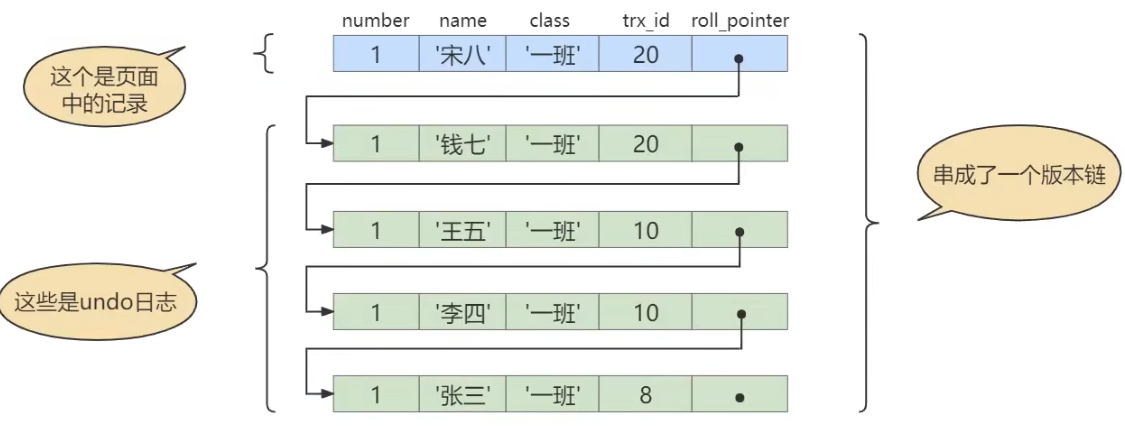 number name class trx_id roll_pointer
1 '宋八' '一班' 20
这个是页面
中的记录
1 '钱七' '一班' 20
串成了一个版本链
1 '王五' '一班' 10
这些是undo日志
1 '李四' '一班' 10
1 '张三' '一班' 8